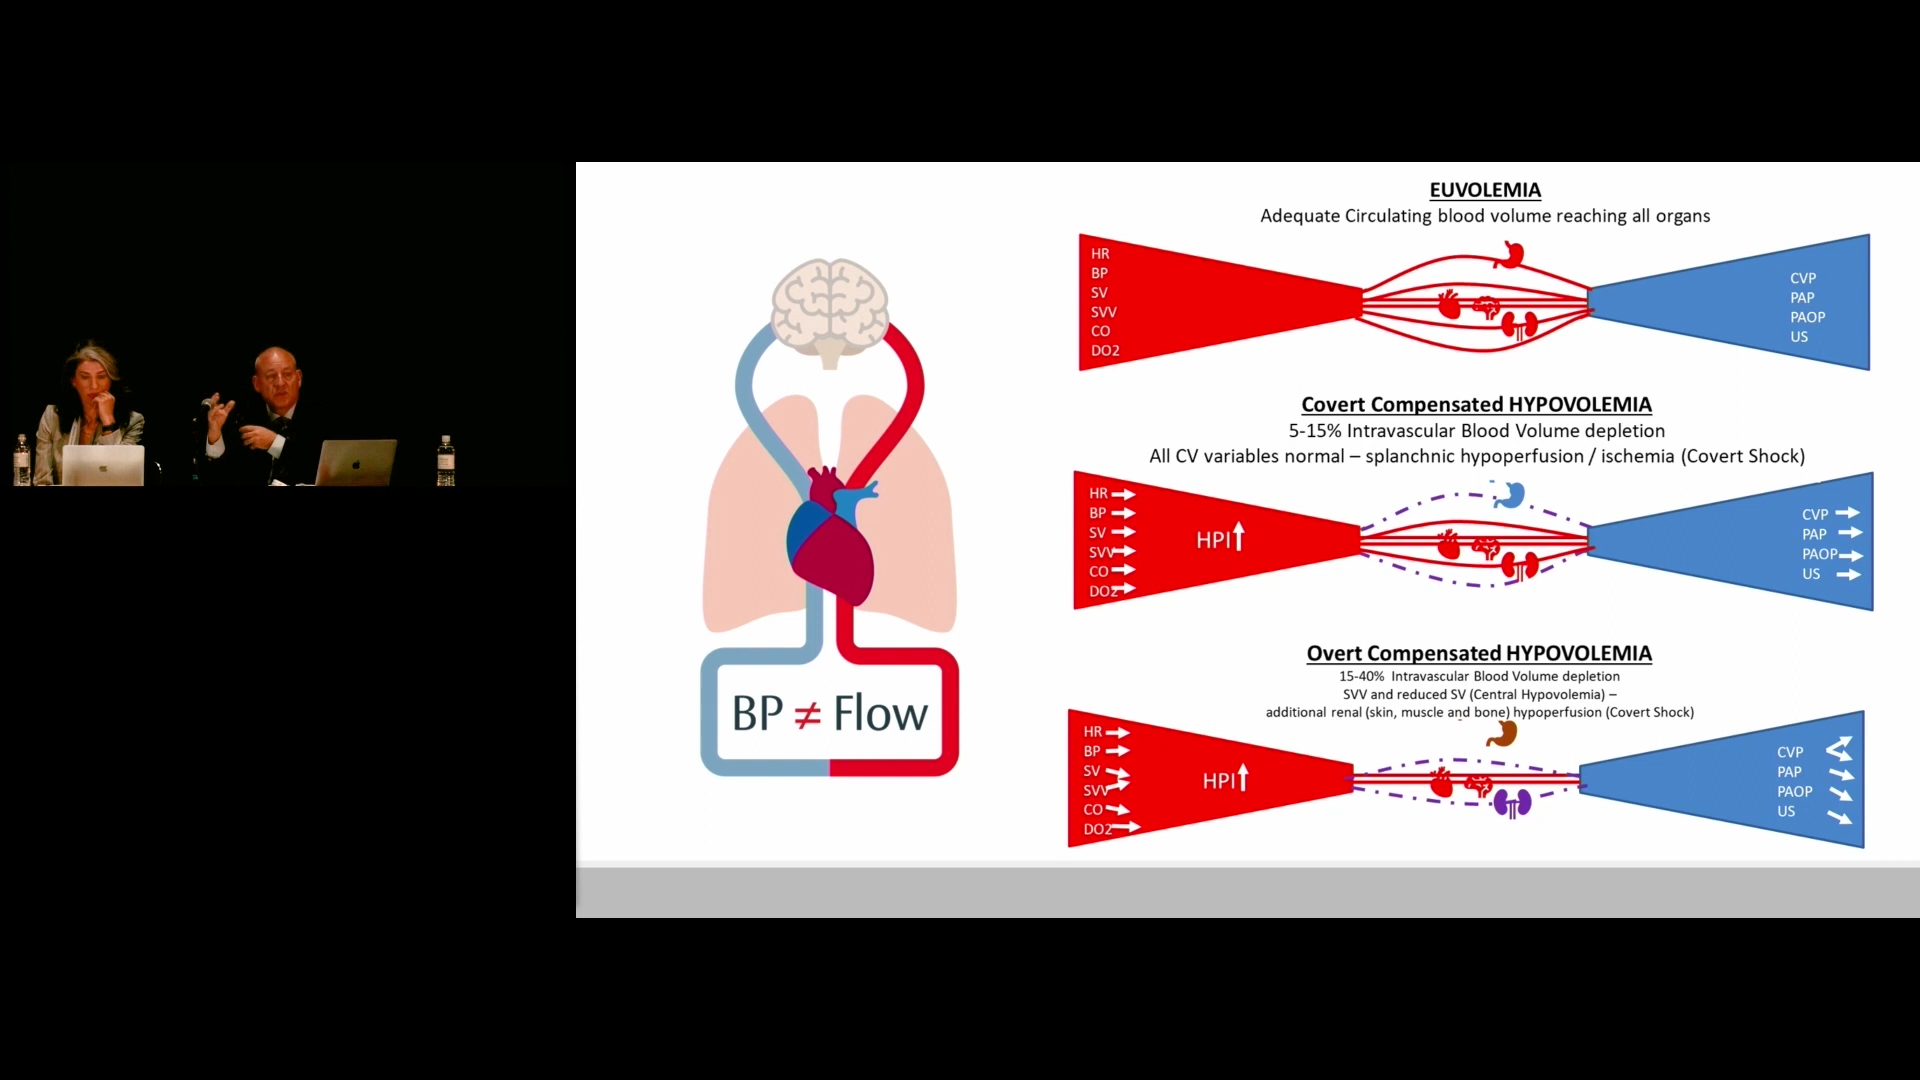 BP ≠ Flow
EUVOLEMIA
Adequate Circulating blood volume reaching all organs
HR
BP
SV
SVV
CO
DO2
CVP
PAP
PAOP
US
Covert Compensated HYPOVOLEMIA
5-15% Intravascular Blood Volume depletion
All CV variables normal – splanchnic hypoperfusion / ischemia (Covert Shock)
HR
BP
SV
SVV
CO
DO2
HPI
CVP
PAP
PAOP
US
Overt Compensated HYPOVOLEMIA
15-40% Intravascular Blood Volume depletion
SVV and reduced SV (Central Hypovolemia) –
additional renal (skin, muscle and bone) hypoperfusion (Covert Shock)
HR
BP
SV
SVV
CO
DO2
HPI
CVP
PAP
PAOP
US